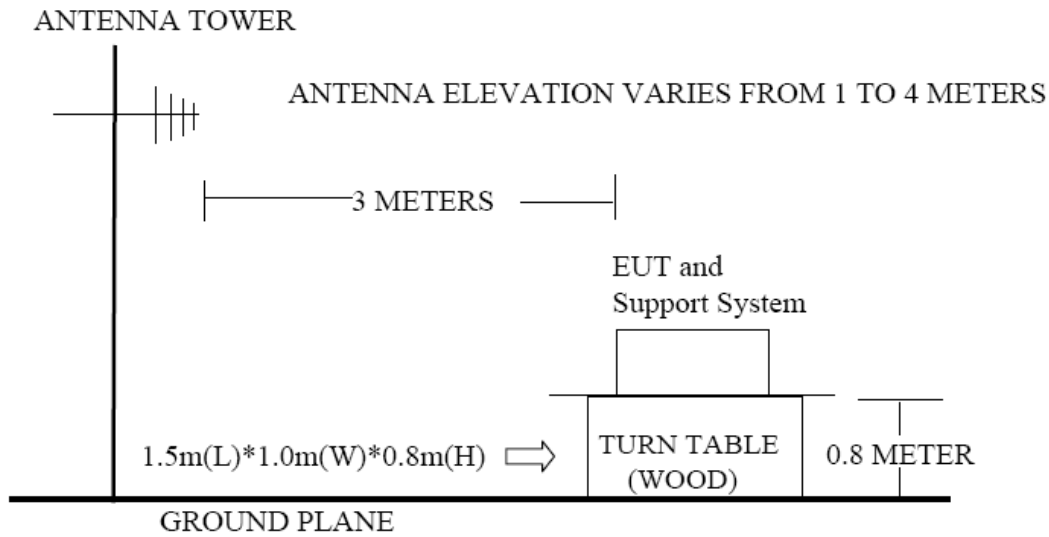 ANTENNA TOWER
ANTENNA ELEVATION VARIES FROM 1 TO 4 METERS
3 METERS
EUT and
Support System
1.5m(L)*1.0m(W)*0.8m(H)
TURN TABLE
(WOOD)
0.8 METER
GROUND PLANE